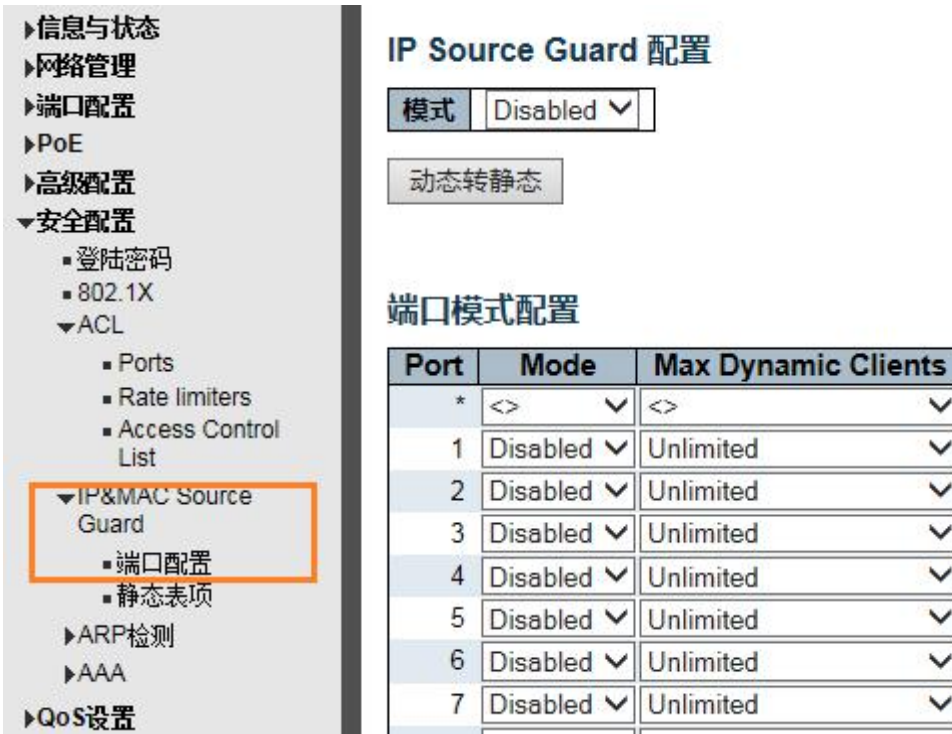 信息与状态
网络管理
端口配置
PoE
高级配置
安全配置
登陆密码
802.1X
ACL
Ports
Rate limiters
Access Control
List
IP&MAC Source
Guard
端口配置
静态表项
ARP检测
AAA
QoS设置
IP Source Guard 配置
模式 Disabled
动态转静态
端口模式配置
Port Mode Max Dynamic Clients
* <> <>
1 Disabled Unlimited
2 Disabled Unlimited
3 Disabled Unlimited
4 Disabled Unlimited
5 Disabled Unlimited
6 Disabled Unlimited
7 Disabled Unlimited